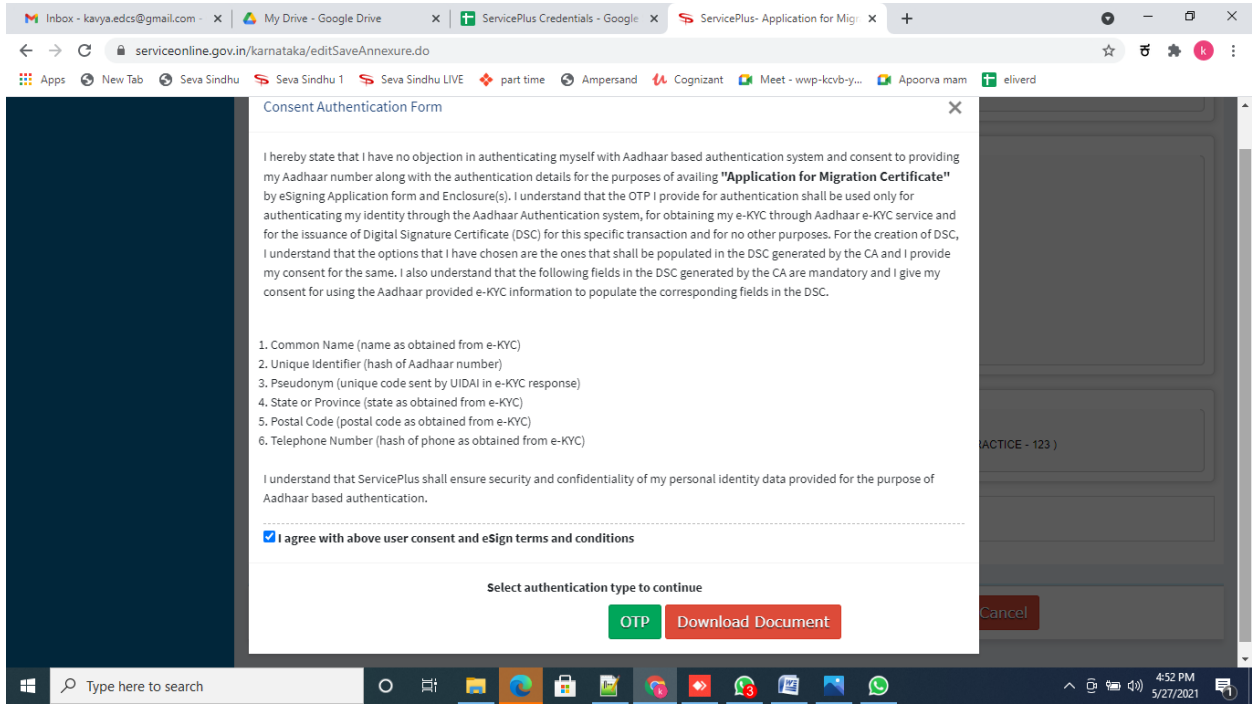 Inbox - kavya.edcs@gmail.com -
My Drive - Google Drive
ServicePlus Credentials - Google
ServicePlus- Application for Migr
serviceonline.gov.in/karnataka/editSaveAnnexure.do
ಕ
k
Apps
New Tab
Seva Sindhu
Seva Sindhu 1
Seva Sindhu LIVE
part time
Ampersand
Cognizant
Meet - wwp-kcvb-y...
Apoorva mam
eliverd
Consent Authentication Form
I hereby state that I have no objection in authenticating myself with Aadhaar based authentication system and consent to providing
my Aadhaar number along with the authentication details for the purposes of availing "Application for Migration Certificate"
by eSigning Application form and Enclosure(s). I understand that the OTP I provide for authentication shall be used only for
authenticating my identity through the Aadhaar Authentication system, for obtaining my e-KYC through Aadhaar e-KYC service and
for the issuance of Digital Signature Certificate (DSC) for this specific transaction and for no other purposes. For the creation of DSC,
I understand that the options that I have chosen are the ones that shall be populated in the DSC generated by the CA and I provide
my consent for the same. I also understand that the following fields in the DSC generated by the CA are mandatory and I give my
consent for using the Aadhaar provided e-KYC information to populate the corresponding fields in the DSC.
1. Common Name (name as obtained from e-KYC)
2. Unique Identifier (hash of Aadhaar number)
3. Pseudonym (unique code sent by UIDAI in e-KYC response)
4. State or Province (state as obtained from e-KYC)
5. Postal Code (postal code as obtained from e-KYC)
6. Telephone Number (hash of phone as obtained from e-KYC)
RACTICE - 123 )
I understand that ServicePlus shall ensure security and confidentiality of my personal identity data provided for the purpose of
Aadhaar based authentication.
I agree with above user consent and eSign terms and conditions
Select authentication type to continue
OTP
Download Document
Cancel
Type here to search
3
4:52 PM
5/27/2021
1